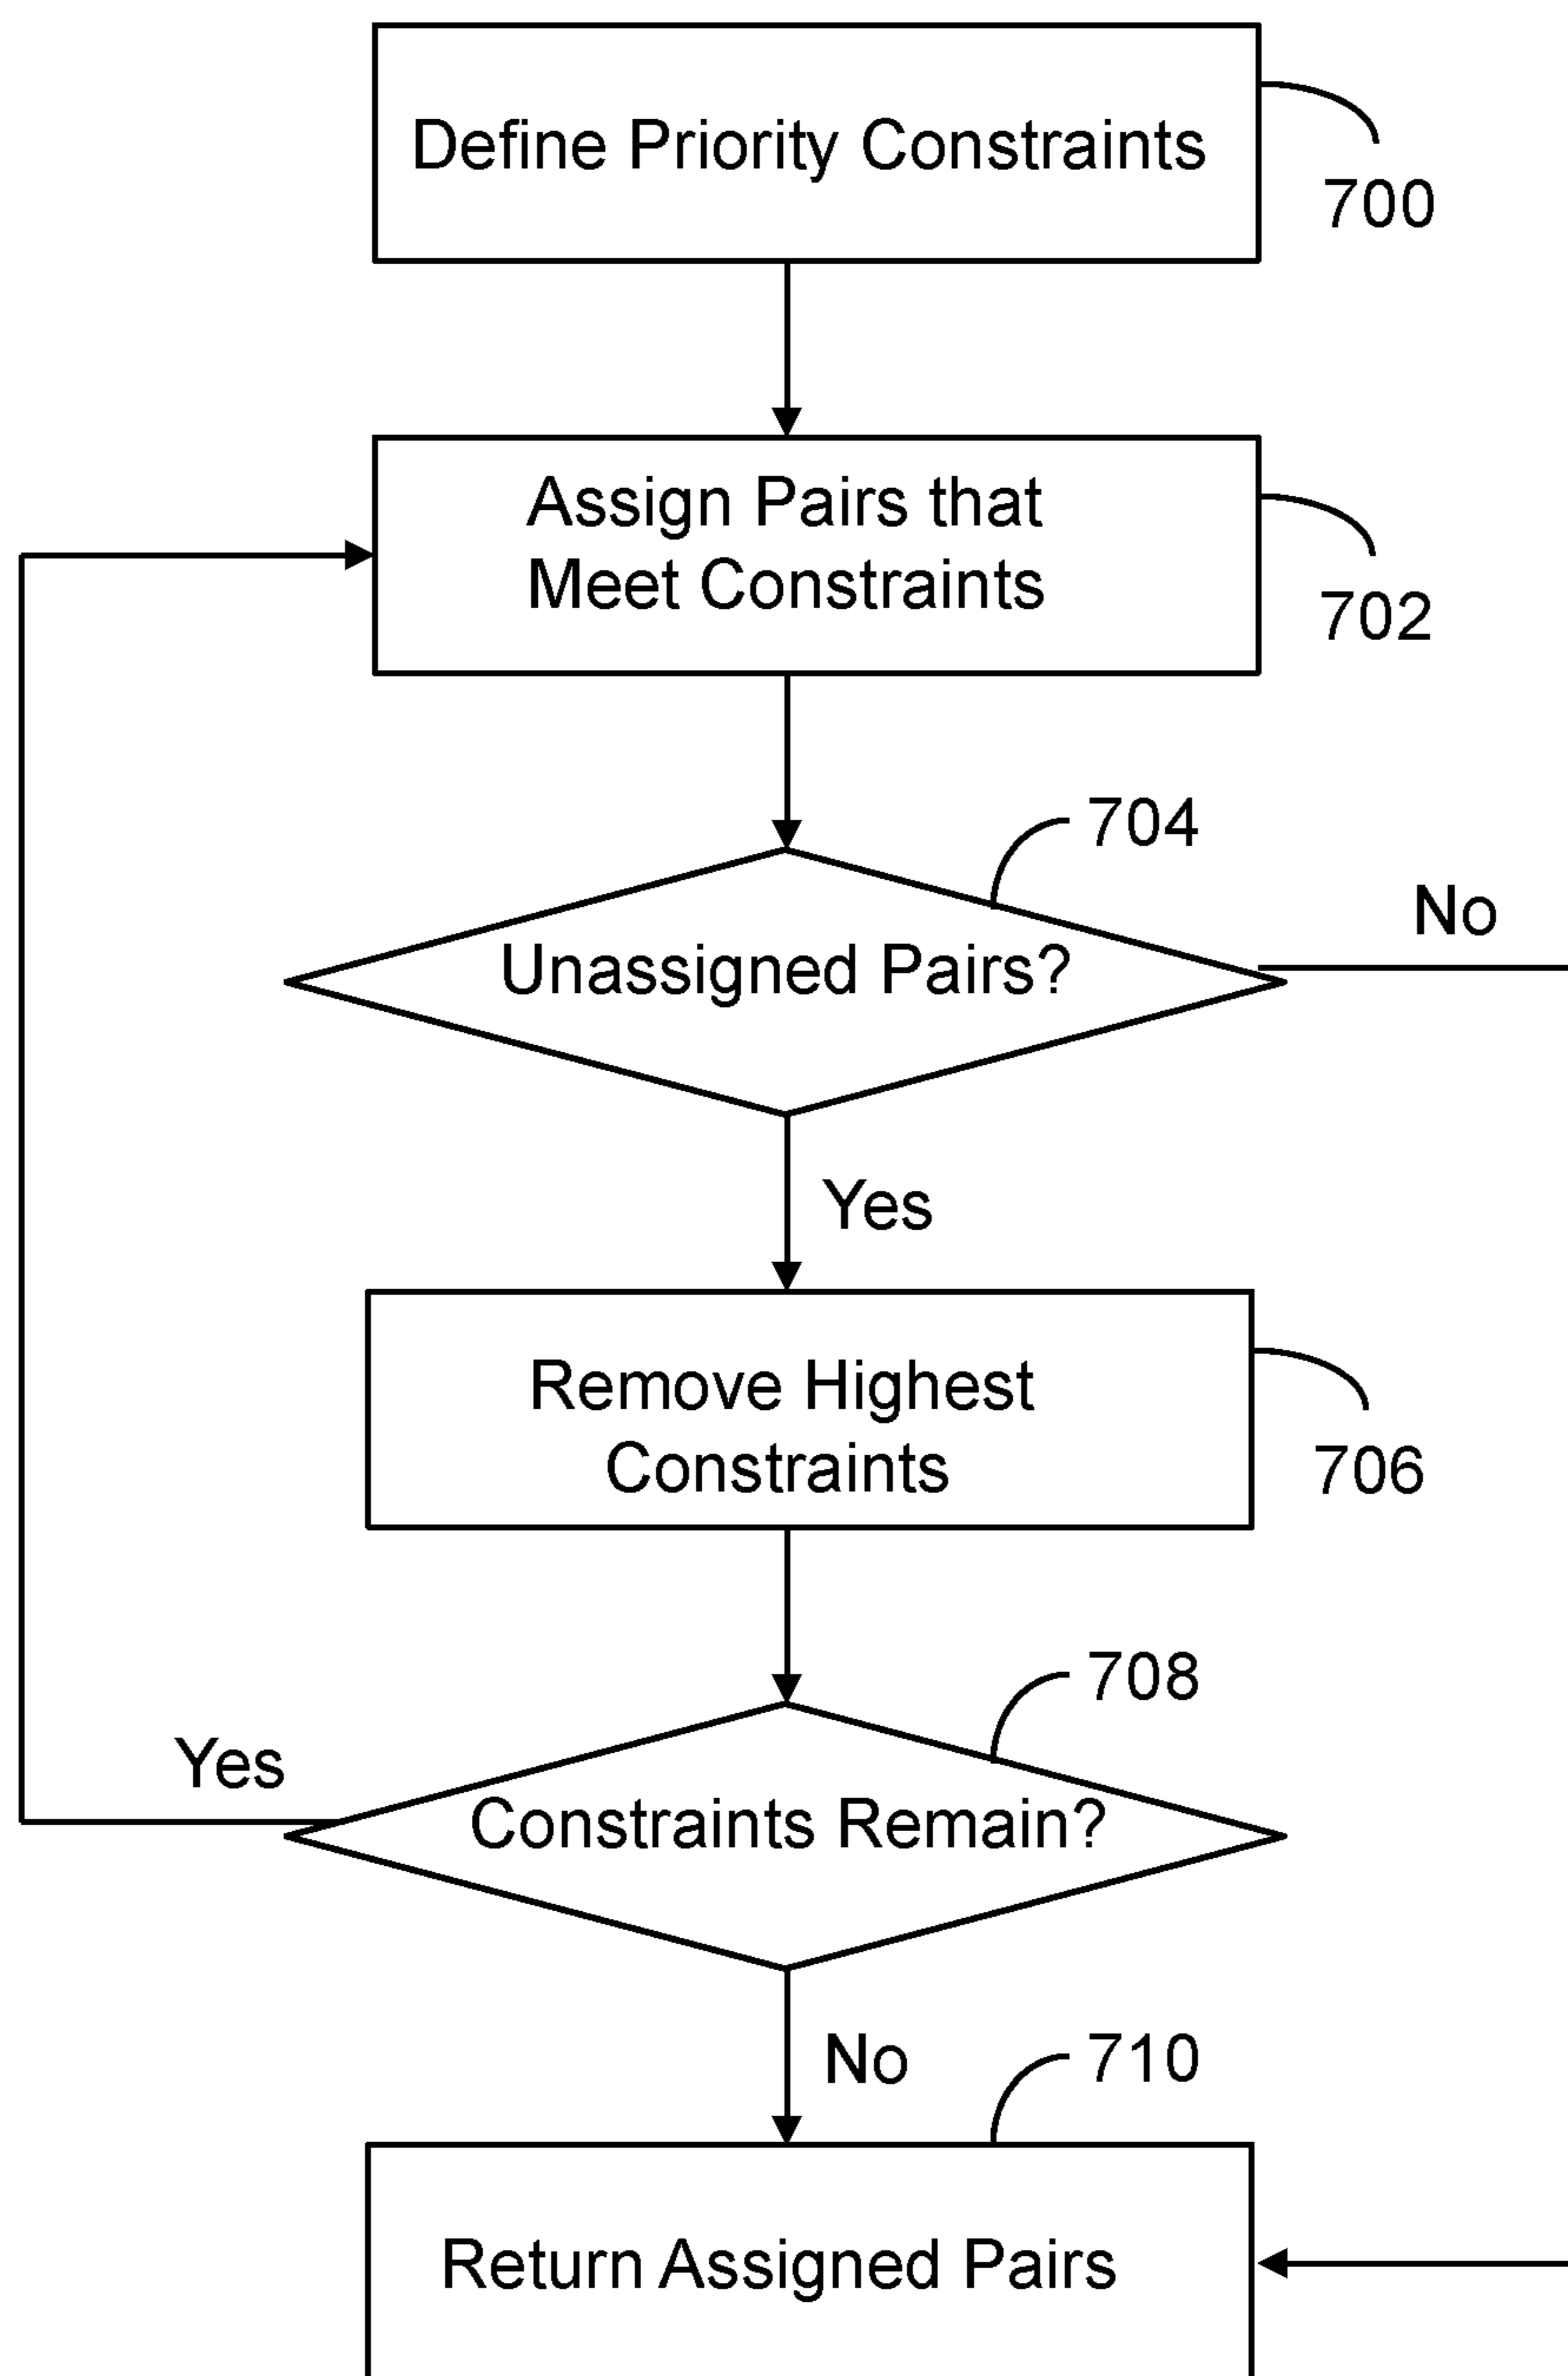 Define Priority Constraints
700
Assign Pairs that
Meet Constraints
702
704
No
Unassigned Pairs?
Yes
Remove Highest
Constraints
706
708
Yes
Constraints Remain?
No
710
Return Assigned Pairs